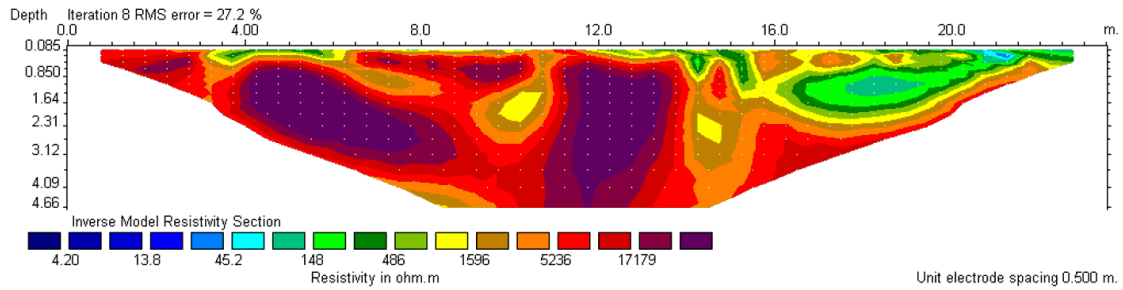 Depth Iteration 8 RMS error = 27.2 %
0.0 4.00 8.0 12.0 16.0 20.0 m.
0.085
0.850
1.64
2.31
3.12
4.09
4.66
Inverse Model Resistivity Section
4.20 13.8 45.2 148 486 1596 5236 17179
Resistivity in ohm.m Unit electrode spacing 0.500 m.